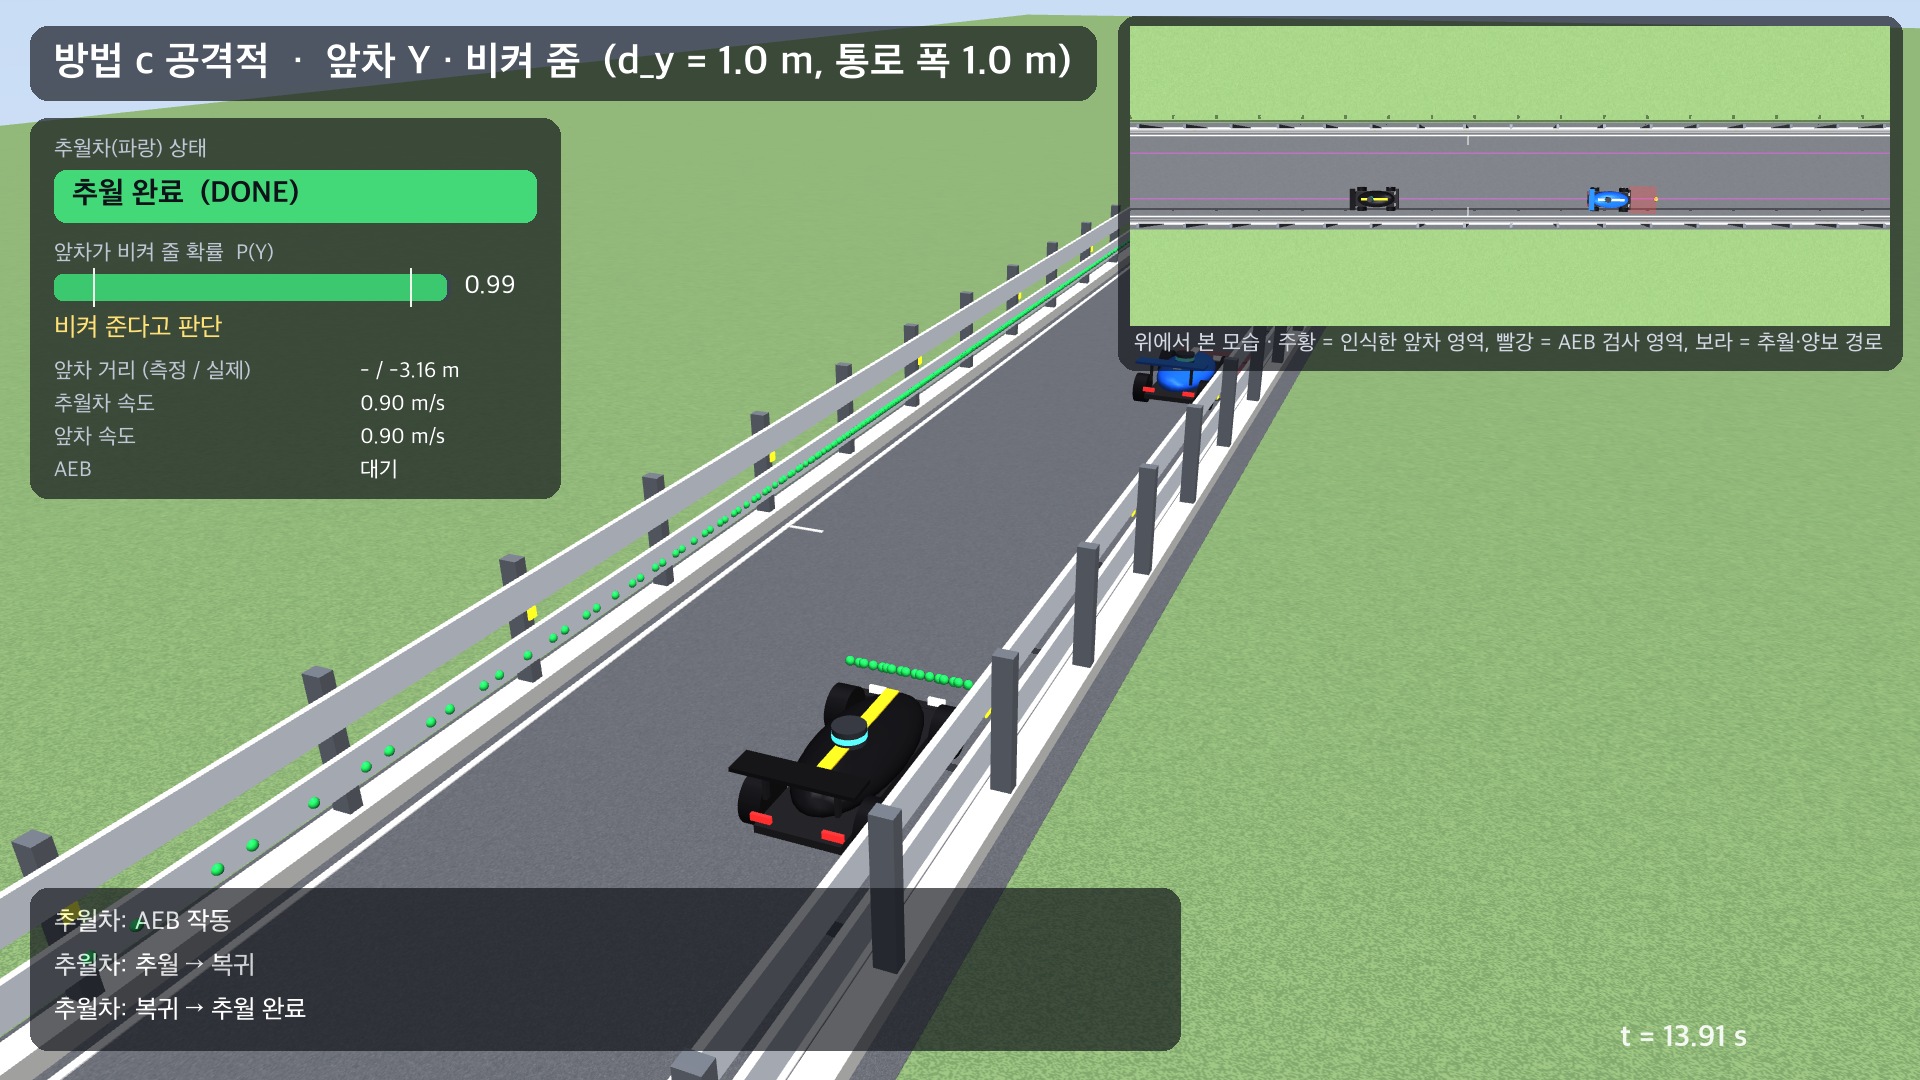 방법 c 공격적 · 앞차 Y · 비켜 줌 (d_y = 1.0 m, 통로 폭 1.0 m)
추월차(파랑) 상태
추월 완료 (DONE)
앞차가 비켜 줄 확률 P(Y)
0.99
비켜 준다고 판단
앞차 거리 (측정 / 실제) - / -3.16 m
추월차 속도 0.90 m/s
앞차 속도 0.90 m/s
AEB 대기
위에서 본 모습 · 주황 = 인식한 앞차 영역, 빨강 = AEB 검사 영역, 보라 = 추월·양보 경로
추월차: AEB 작동
추월차: 추월 → 복귀
추월차: 복귀 → 추월 완료
t = 13.91 s